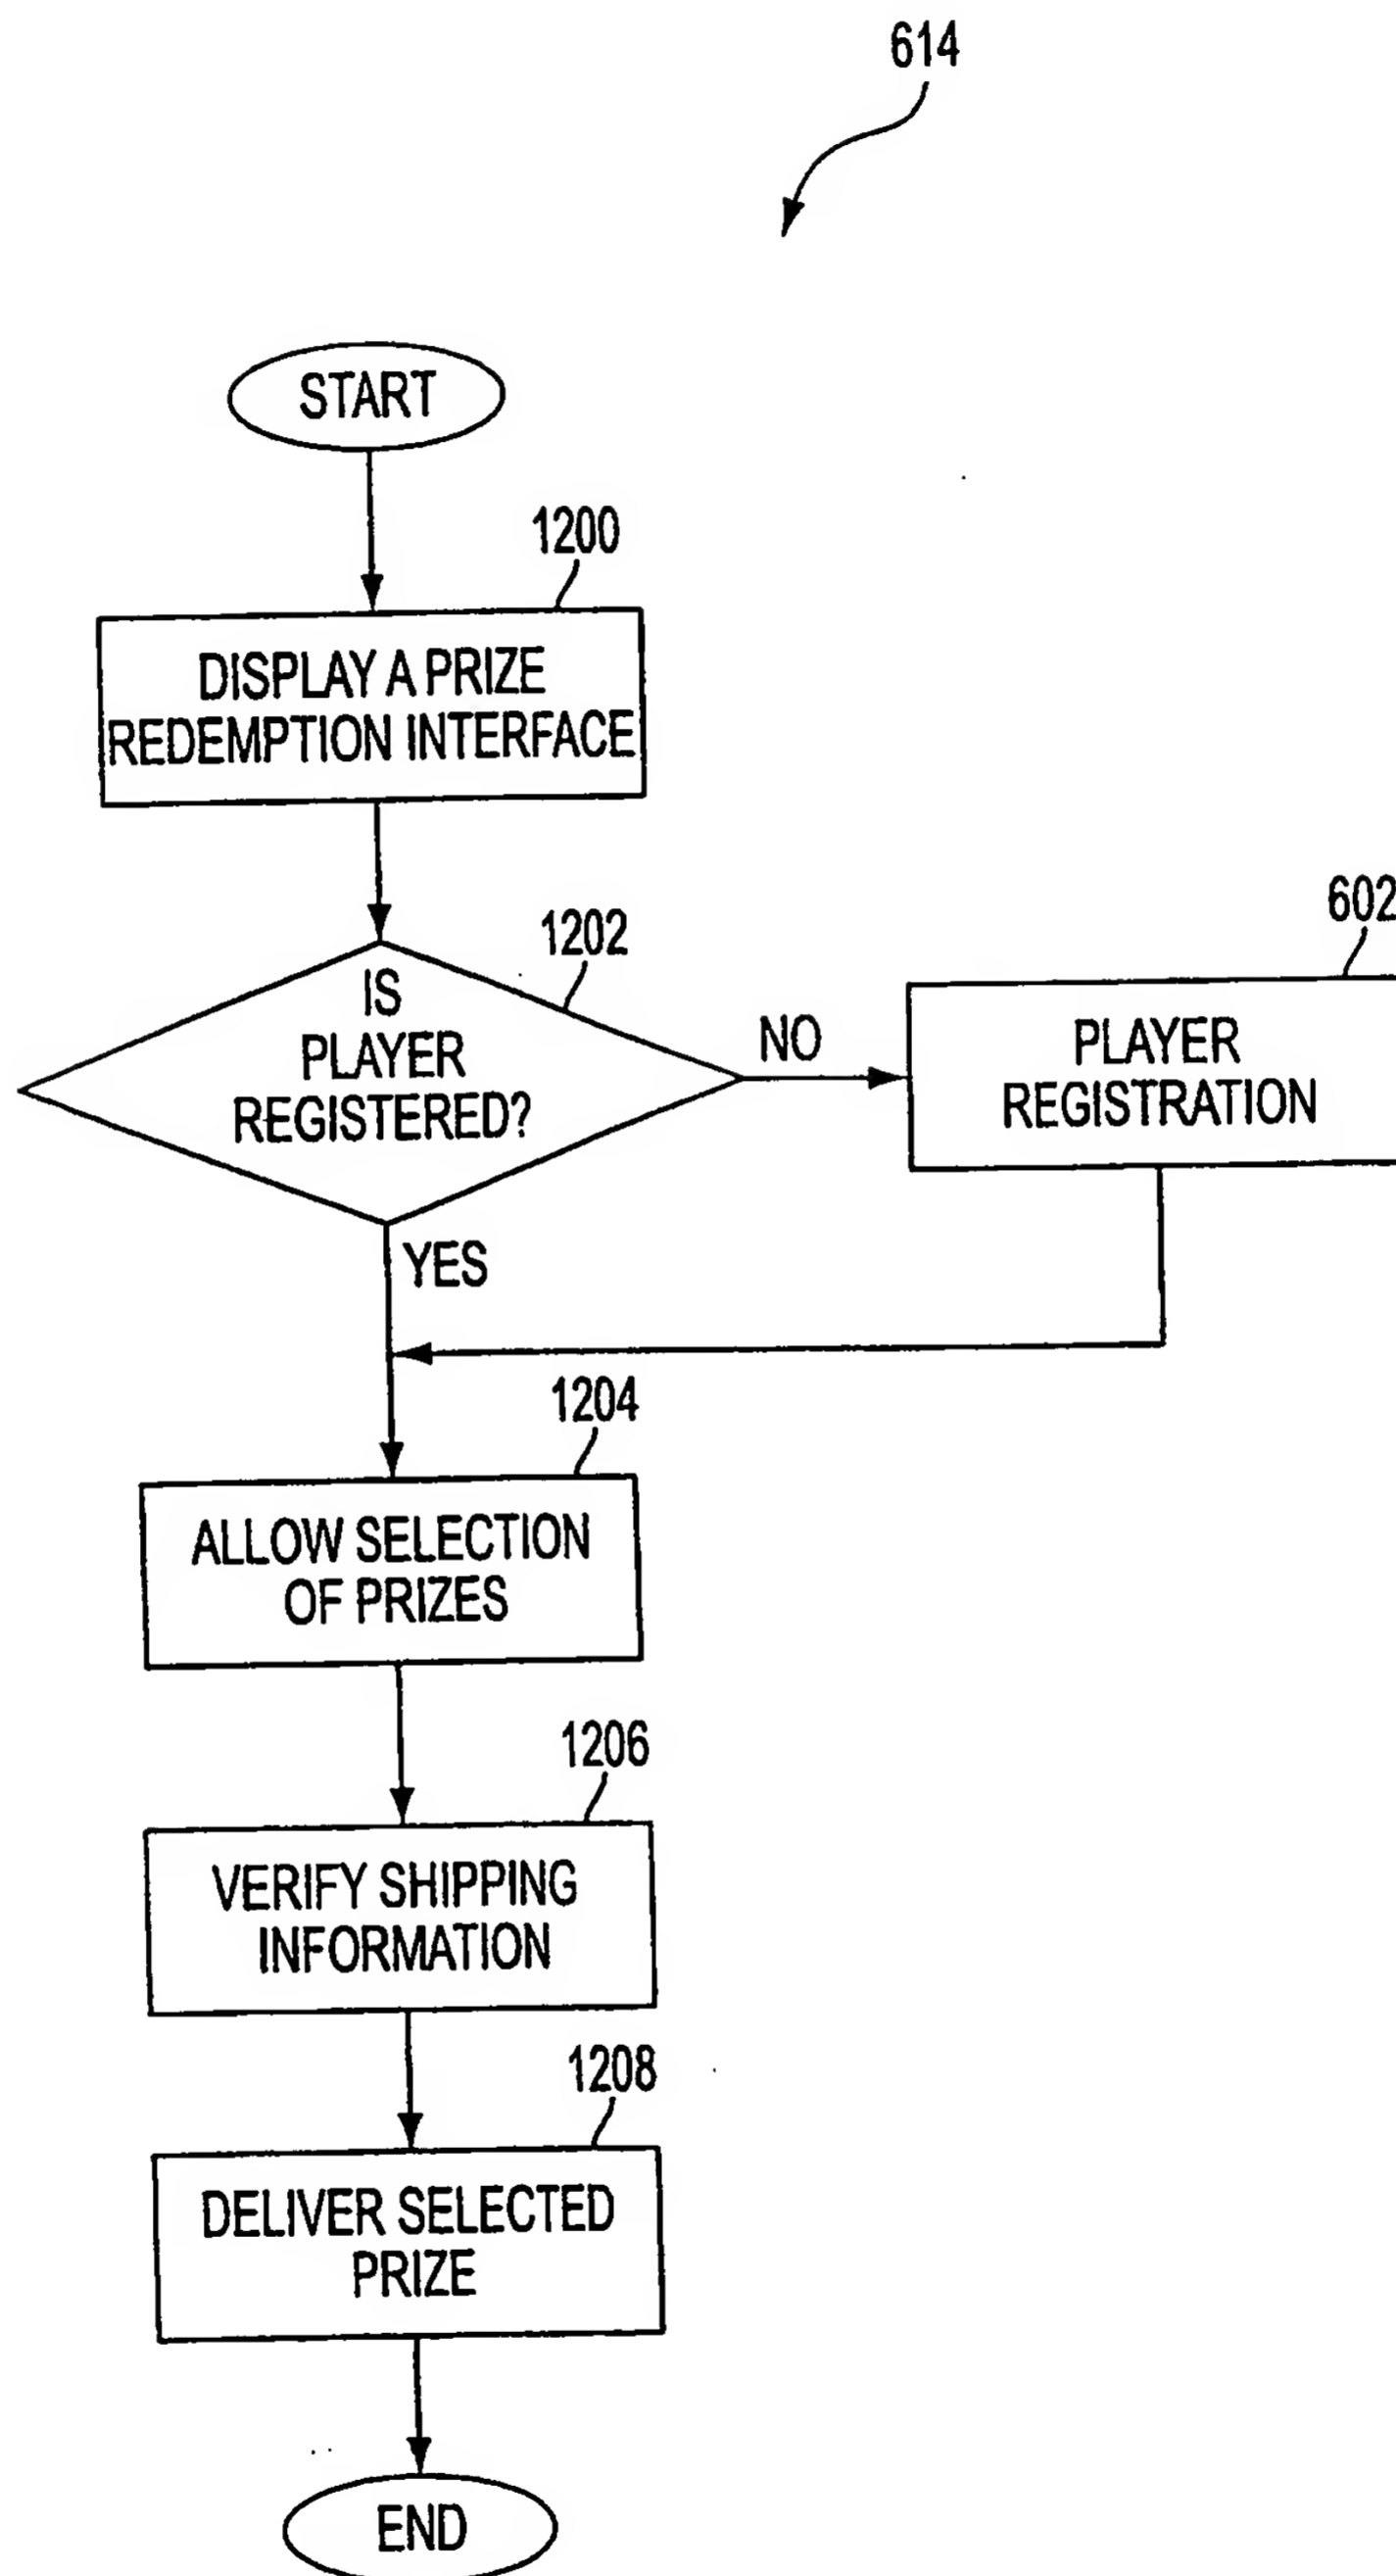 614
START
1200
DISPLAY A PRIZE
REDEMPTION INTERFACE
1202
IS
PLAYER
REGISTERED?
NO
602
PLAYER
REGISTRATION
YES
1204
ALLOW SELECTION
OF PRIZES
1206
VERIFY SHIPPING
INFORMATION
1208
DELIVER SELECTED
PRIZE
END